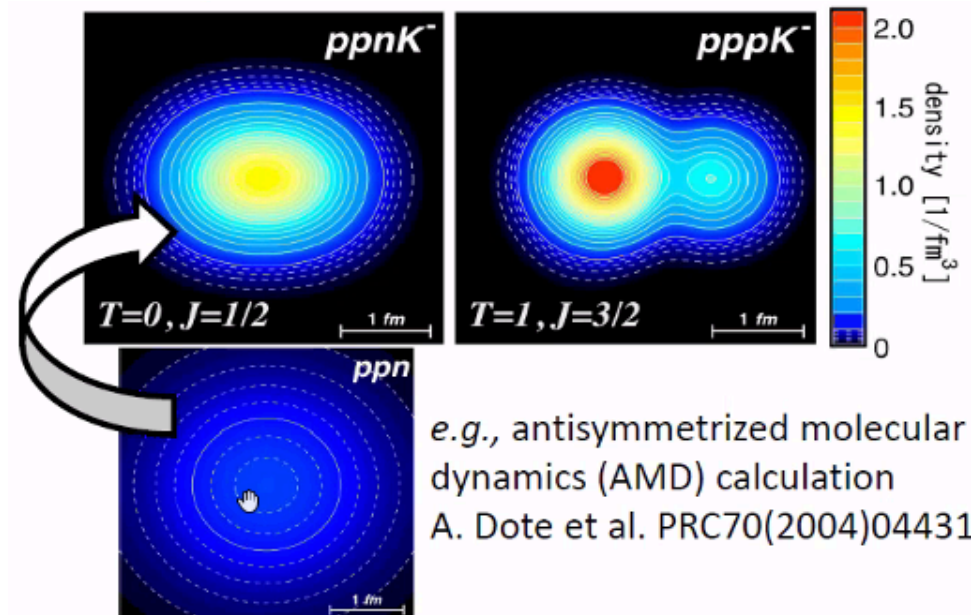 ppnK⁻
pppK⁻
2.0
1.5
1.0
0.5
0
density [1/fm³]
T=0, J=1/2
1 fm
T=1, J=3/2
1 fm
ppn
1 fm
e.g., antisymmetrized molecular
dynamics (AMD) calculation
A. Dote et al. PRC70(2004)04431